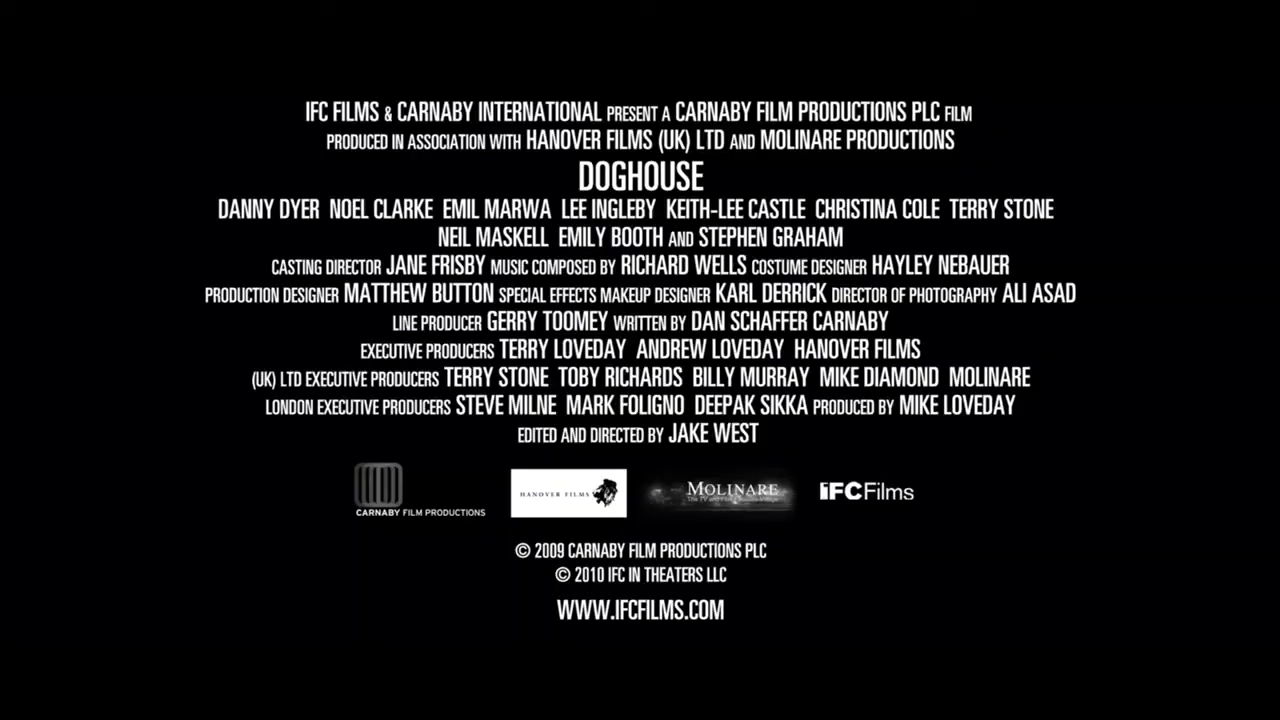 IFC FILMS & CARNABY INTERNATIONAL PRESENT A CARNABY FILM PRODUCTIONS PLC FILM
PRODUCED IN ASSOCIATION WITH HANOVER FILMS (UK) LTD AND MOLINARE PRODUCTIONS
DOGHOUSE
DANNY DYER NOEL CLARKE EMIL MARWA LEE INGLEBY KEITH-LEE CASTLE CHRISTINA COLE TERRY STONE
NEIL MASKELL EMILY BOOTH AND STEPHEN GRAHAM
CASTING DIRECTOR JANE FRISBY MUSIC COMPOSED BY RICHARD WELLS COSTUME DESIGNER HAYLEY NEBAUER
PRODUCTION DESIGNER MATTHEW BUTTON SPECIAL EFFECTS MAKEUP DESIGNER KARL DERRICK DIRECTOR OF PHOTOGRAPHY ALI ASAD
LINE PRODUCER GERRY TOOMEY WRITTEN BY DAN SCHAFFER CARNABY
EXECUTIVE PRODUCERS TERRY LOVEDAY ANDREW LOVEDAY HANOVER FILMS
(UK) LTD EXECUTIVE PRODUCERS TERRY STONE TOBY RICHARDS BILLY MURRAY MIKE DIAMOND MOLINARE
LONDON EXECUTIVE PRODUCERS STEVE MILNE MARK FOLIGNO DEEPAK SIKKA PRODUCED BY MIKE LOVEDAY
EDITED AND DIRECTED BY JAKE WEST
CARNABY FILM PRODUCTIONS
HANOVER FILMS
MOLINARE
The TV and Film
IFC Films
© 2009 CARNABY FILM PRODUCTIONS PLC
© 2010 IFC IN THEATERS LLC
WWW.IFCFILMS.COM